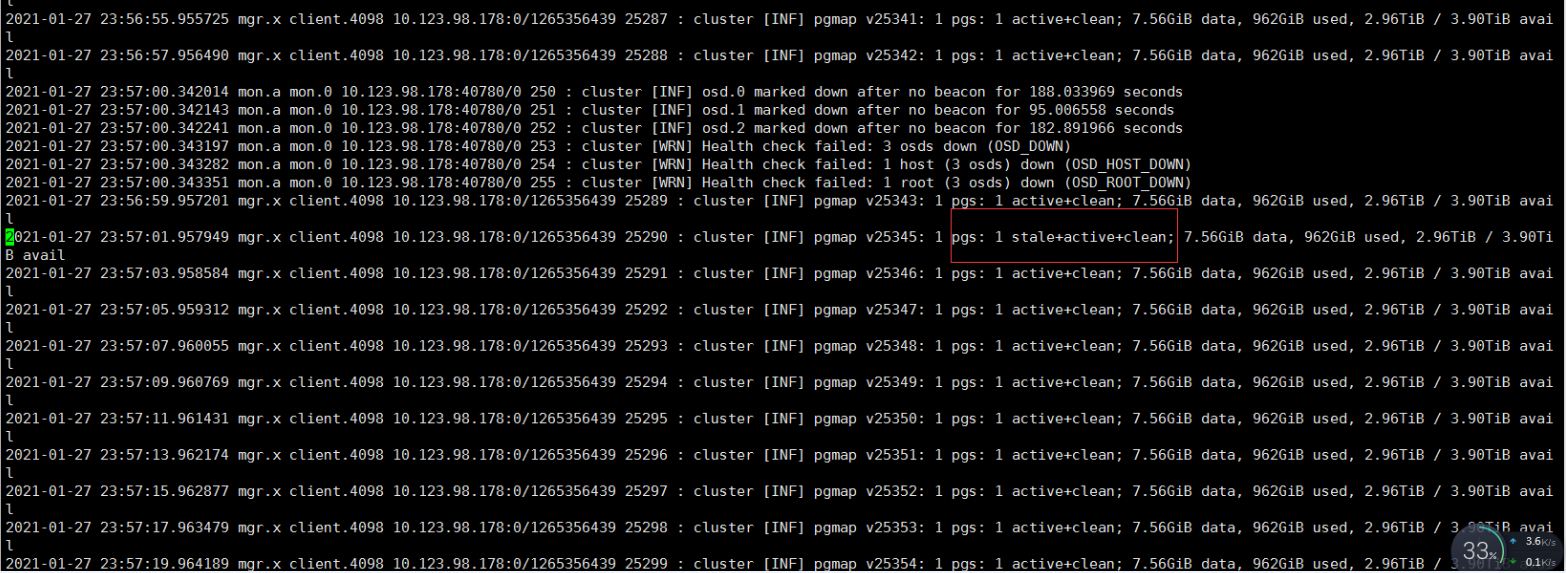 l
2021-01-27 23:56:55.955725 mgr.x client.4098 10.123.98.178:0/1265356439 25287 : cluster [INF] pgmap v25341: 1 pgs: 1 active+clean; 7.56GiB data, 962GiB used, 2.96TiB / 3.90TiB avai
l
2021-01-27 23:56:57.956490 mgr.x client.4098 10.123.98.178:0/1265356439 25288 : cluster [INF] pgmap v25342: 1 pgs: 1 active+clean; 7.56GiB data, 962GiB used, 2.96TiB / 3.90TiB avai
l
2021-01-27 23:57:00.342014 mon.a mon.0 10.123.98.178:40780/0 250 : cluster [INF] osd.0 marked down after no beacon for 188.033969 seconds
2021-01-27 23:57:00.342143 mon.a mon.0 10.123.98.178:40780/0 251 : cluster [INF] osd.1 marked down after no beacon for 95.006558 seconds
2021-01-27 23:57:00.342241 mon.a mon.0 10.123.98.178:40780/0 252 : cluster [INF] osd.2 marked down after no beacon for 182.891966 seconds
2021-01-27 23:57:00.343197 mon.a mon.0 10.123.98.178:40780/0 253 : cluster [WRN] Health check failed: 3 osds down (OSD_DOWN)
2021-01-27 23:57:00.343282 mon.a mon.0 10.123.98.178:40780/0 254 : cluster [WRN] Health check failed: 1 host (3 osds) down (OSD_HOST_DOWN)
2021-01-27 23:57:00.343351 mon.a mon.0 10.123.98.178:40780/0 255 : cluster [WRN] Health check failed: 1 root (3 osds) down (OSD_ROOT_DOWN)
2021-01-27 23:56:59.957201 mgr.x client.4098 10.123.98.178:0/1265356439 25289 : cluster [INF] pgmap v25343: 1 pgs: 1 active+clean; 7.56GiB data, 962GiB used, 2.96TiB / 3.90TiB avai
l
2021-01-27 23:57:01.957949 mgr.x client.4098 10.123.98.178:0/1265356439 25290 : cluster [INF] pgmap v25345: 1 pgs: 1 stale+active+clean; 7.56GiB data, 962GiB used, 2.96TiB / 3.90Ti
B avail
2021-01-27 23:57:03.958584 mgr.x client.4098 10.123.98.178:0/1265356439 25291 : cluster [INF] pgmap v25346: 1 pgs: 1 active+clean; 7.56GiB data, 962GiB used, 2.96TiB / 3.90TiB avai
l
2021-01-27 23:57:05.959312 mgr.x client.4098 10.123.98.178:0/1265356439 25292 : cluster [INF] pgmap v25347: 1 pgs: 1 active+clean; 7.56GiB data, 962GiB used, 2.96TiB / 3.90TiB avai
l
2021-01-27 23:57:07.960055 mgr.x client.4098 10.123.98.178:0/1265356439 25293 : cluster [INF] pgmap v25348: 1 pgs: 1 active+clean; 7.56GiB data, 962GiB used, 2.96TiB / 3.90TiB avai
l
2021-01-27 23:57:09.960769 mgr.x client.4098 10.123.98.178:0/1265356439 25294 : cluster [INF] pgmap v25349: 1 pgs: 1 active+clean; 7.56GiB data, 962GiB used, 2.96TiB / 3.90TiB avai
l
2021-01-27 23:57:11.961431 mgr.x client.4098 10.123.98.178:0/1265356439 25295 : cluster [INF] pgmap v25350: 1 pgs: 1 active+clean; 7.56GiB data, 962GiB used, 2.96TiB / 3.90TiB avai
l
2021-01-27 23:57:13.962174 mgr.x client.4098 10.123.98.178:0/1265356439 25296 : cluster [INF] pgmap v25351: 1 pgs: 1 active+clean; 7.56GiB data, 962GiB used, 2.96TiB / 3.90TiB avai
l
2021-01-27 23:57:15.962877 mgr.x client.4098 10.123.98.178:0/1265356439 25297 : cluster [INF] pgmap v25352: 1 pgs: 1 active+clean; 7.56GiB data, 962GiB used, 2.96TiB / 3.90TiB avai
l
2021-01-27 23:57:17.963479 mgr.x client.4098 10.123.98.178:0/1265356439 25298 : cluster [INF] pgmap v25353: 1 pgs: 1 active+clean; 7.56GiB data, 962GiB used, 2.96TiB / 3.90TiB avai
l
2021-01-27 23:57:19.964189 mgr.x client.4098 10.123.98.178:0/1265356439 25299 : cluster [INF] pgmap v25354: 1 pgs: 1 active+clean; 7.56GiB data, 962GiB used, 2.96TiB / 3.90TiB avai
33%
3.6K/s
0.1K/s